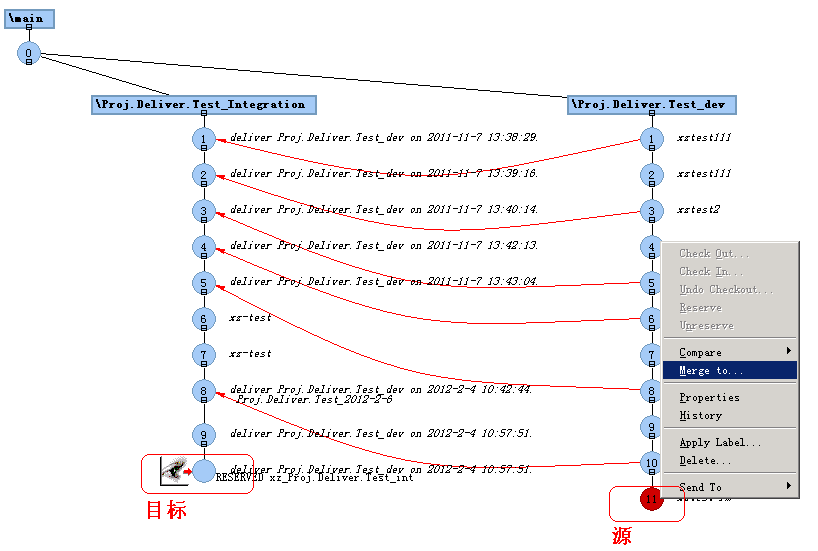 \main
0
\Proj.Deliver.Test_Integration
\Proj.Deliver.Test_dev
1
deliver Proj.Deliver.Test_dev on 2011-11-7 13:38:29.
1
xztest111
2
deliver Proj.Deliver.Test_dev on 2011-11-7 13:39:16.
2
xztest111
3
deliver Proj.Deliver.Test_dev on 2011-11-7 13:40:14.
3
xztest2
4
deliver Proj.Deliver.Test_dev on 2011-11-7 13:42:13.
4
5
deliver Proj.Deliver.Test_dev on 2011-11-7 13:43:04.
5
6
xz-test
6
7
xz-test
7
8
deliver Proj.Deliver.Test_dev on 2012-2-4 10:42:44.
Proj.Deliver.Test_2012-2-6
8
9
deliver Proj.Deliver.Test_dev on 2012-2-4 10:57:51.
9
deliver Proj.Deliver.Test_dev on 2012-2-4 10:57:51.
RESERVED xz_Proj.Deliver.Test_int
10
11
Check Out...
Check In...
Undo Checkout...
Reserve
Unreserve
Compare
Merge to...
Properties
History
Apply Label...
Delete...
Send To
目标
源